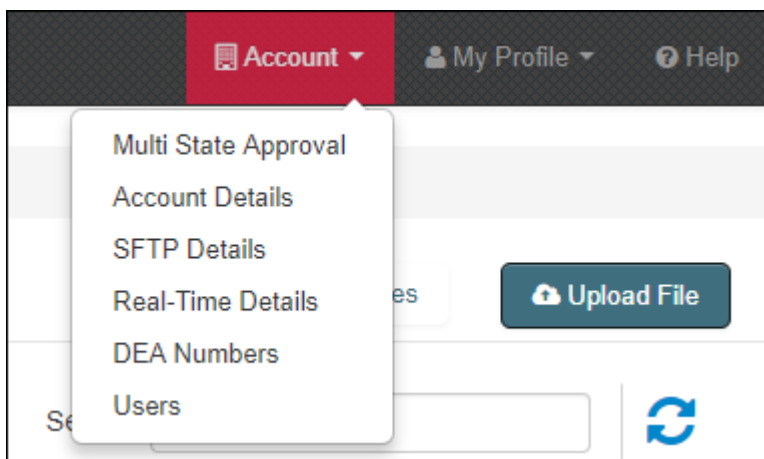 Account My Profile Help
Multi State Approval
Account Details
SFTP Details
Real-Time Details
es Upload File
DEA Numbers
Users
Se